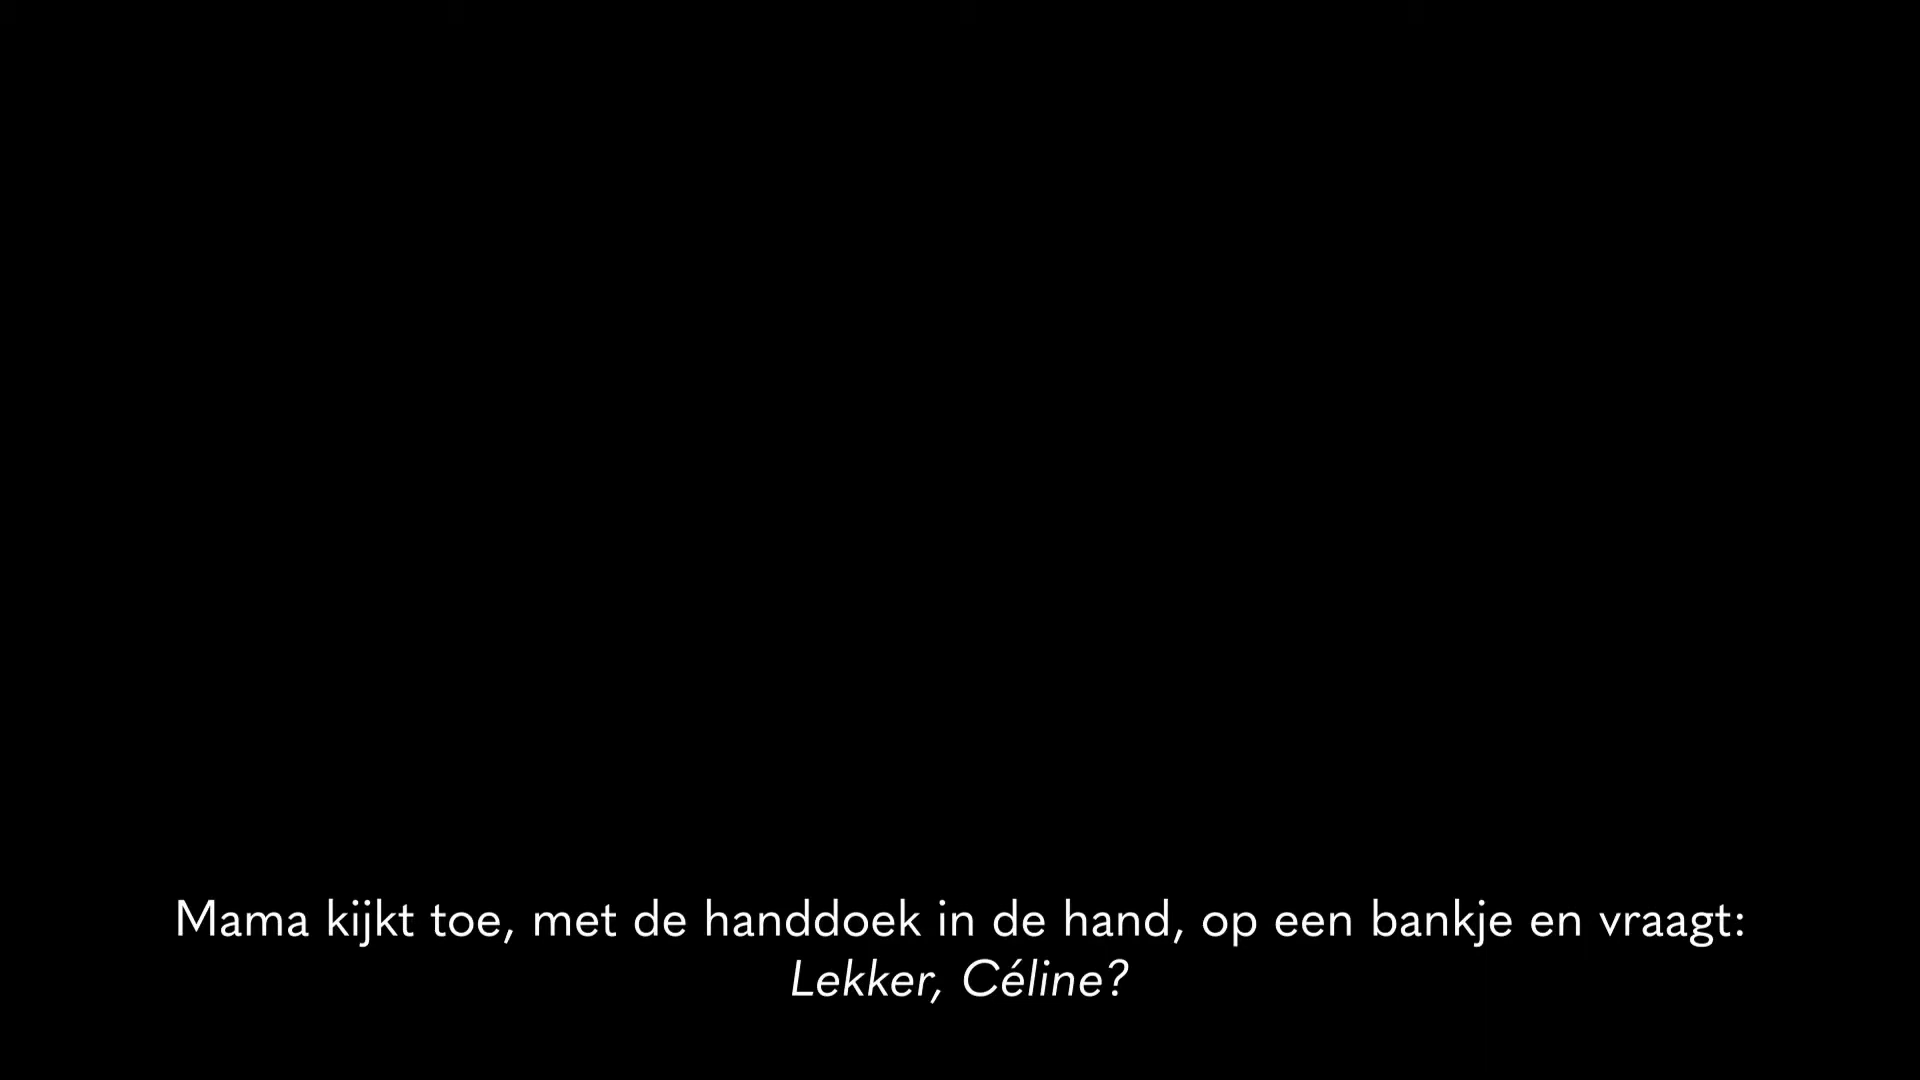 Mama kijkt toe, met de handdoek in de hand, op een bankje en vraagt:
Lekker, Céline?